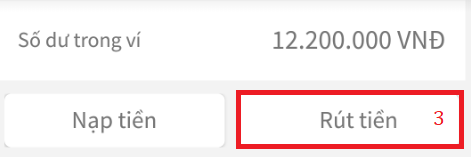 Số dư trong ví 12.200.000 VNĐ
Nạp tiền Rút tiền 3